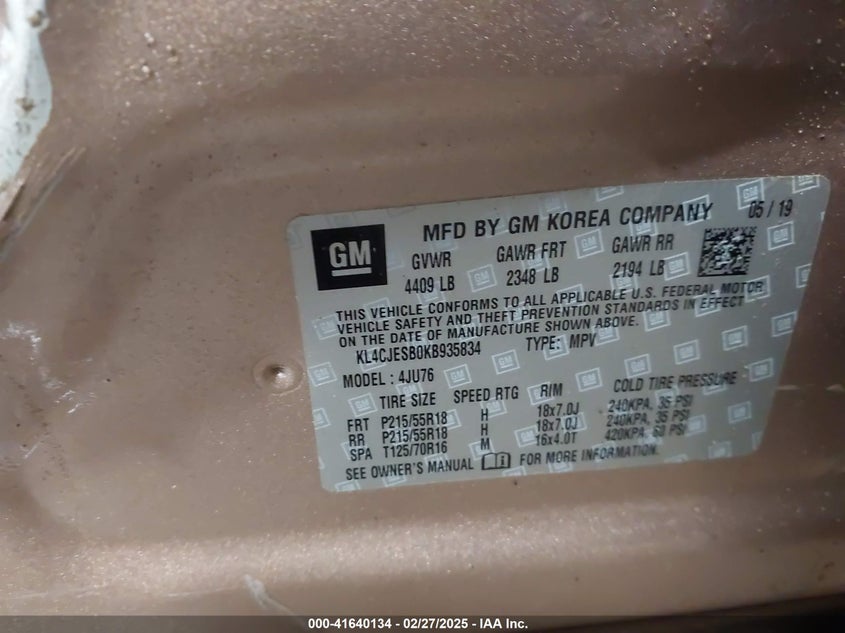 GM
MFD BY GM KOREA COMPANY 05 / 19
GVWR GAWR FRT GAWR RR
4409 LB 2348 LB 2194 LB
THIS VEHICLE CONFORMS TO ALL APPLICABLE U.S. FEDERAL MOTOR
VEHICLE SAFETY AND THEFT PREVENTION STANDARDS IN EFFECT
ON THE DATE OF MANUFACTURE SHOWN ABOVE.
KL4CJESB0KB935834 TYPE: MPV
MODEL : 4JU76
TIRE SIZE SPEED RTG RIM COLD TIRE PRESSURE
FRT P215/55R18 H 18x7.0J 240KPA, 35 PSI
RR P215/55R18 H 18x7.0J 240KPA, 35 PSI
SPA T125/70R16 M 16x4.0T 420KPA, 60 PSI
SEE OWNER'S MANUAL FOR MORE INFORMATION.
000-41640134 - 02/27/2025 - IAA Inc.